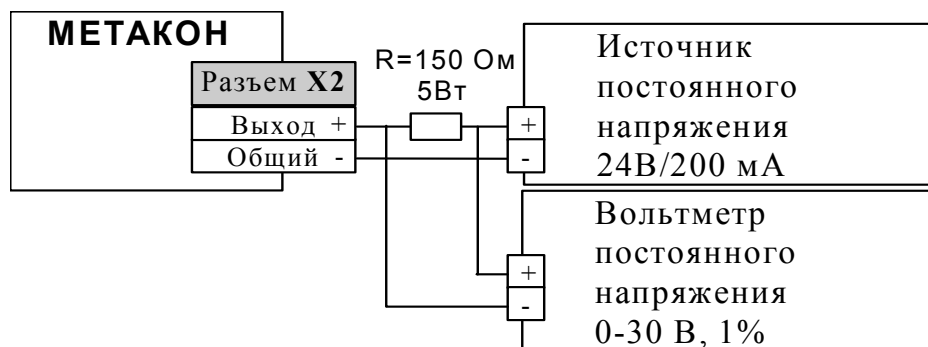 МЕТАКОН
Разъем X2
Выход +
Общий -
R=150 Ом
5Вт
+
-
Источник
постоянного
напряжения
24В/200 мА
+
-
Вольтметр
постоянного
напряжения
0-30 В, 1%